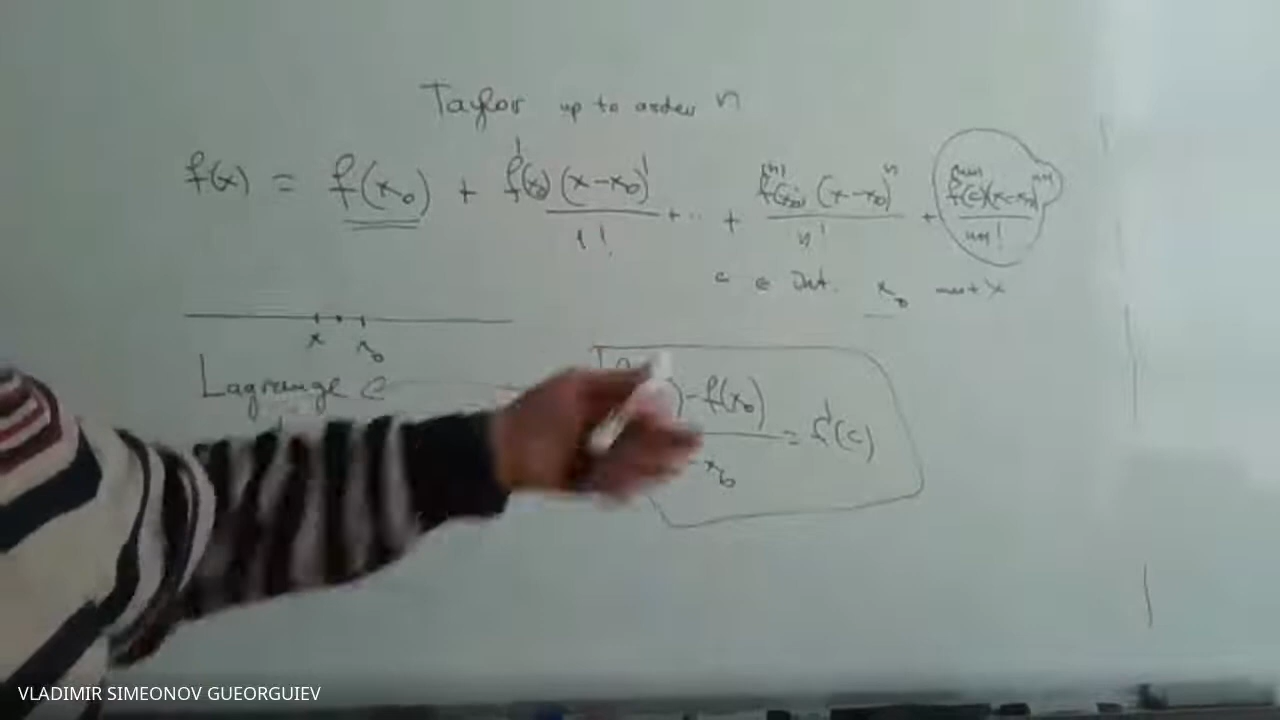 Taylor up to order n
f(x) = f(x₀) + f'(x₀)(x-x₀)¹/1! + ·· + f⁽ⁿ⁾(x₀)(x-x₀)ⁿ/n! + f⁽ⁿ⁺¹⁾(c)(x-x₀)ⁿ⁺¹/n+1!
c ∈ Int. x₀ x
x x₀
Lagrange
-f(x₀) = f'(c)
-x₀
VLADIMIR SIMEONOV GUEORGUIEV